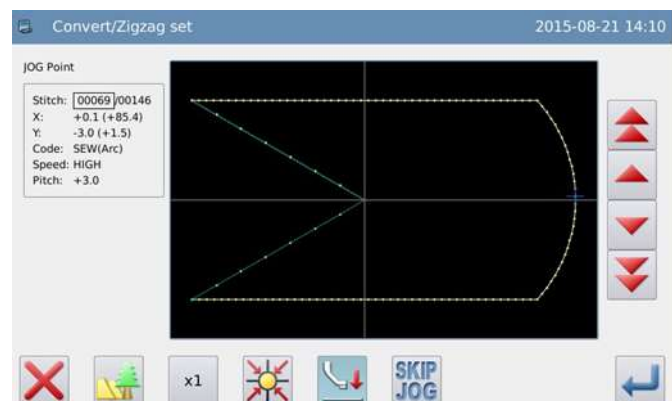 Convert/Zigzag set 2015-08-21 14:10
JOG Point
Stitch: 00069/00146
X: +0.1 (+85.4)
Y: -3.0 (+1.5)
Code: SEW(Arc)
Speed: HIGH
Pitch: +3.0
x1
SKIP
JOG